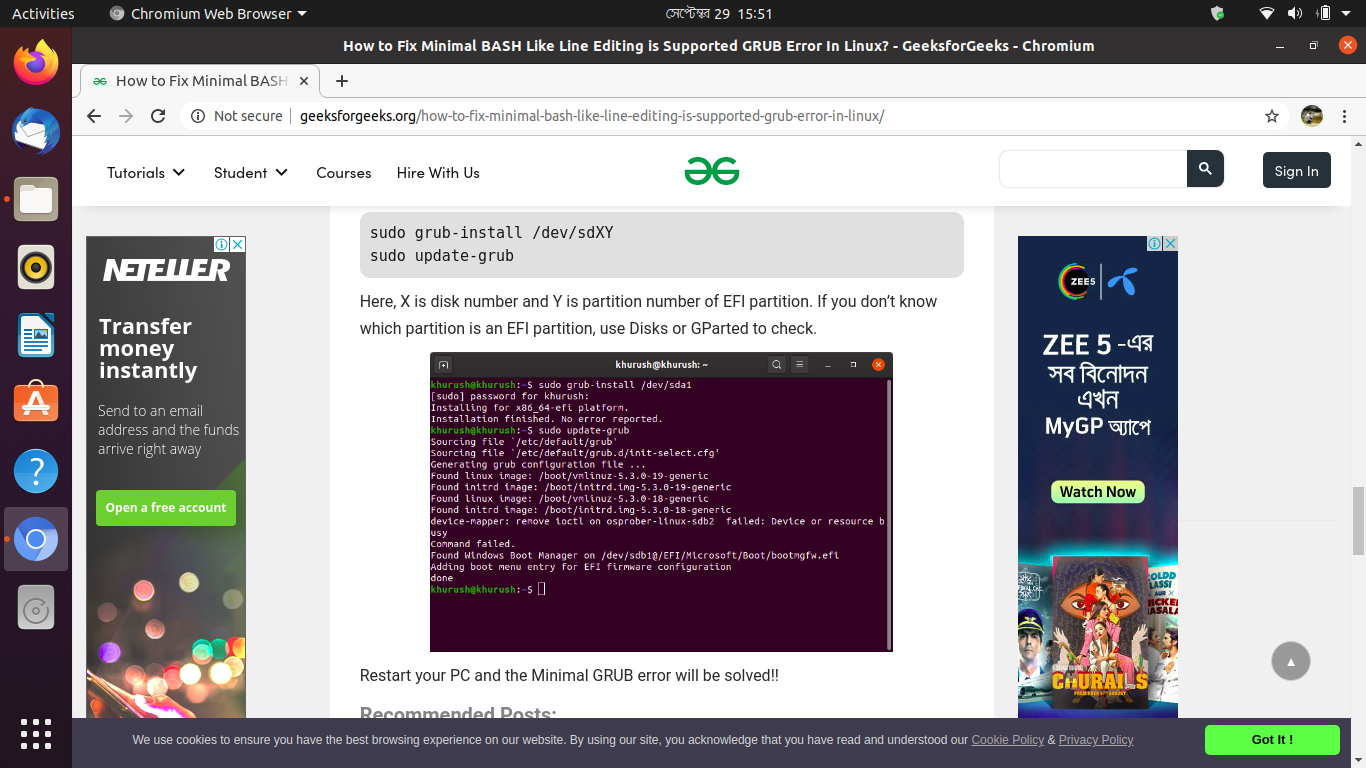 Activities
Chromium Web Browser
সেপ্টেম্বর 29 15:51
How to Fix Minimal BASH Like Line Editing is Supported GRUB Error In Linux? - GeeksforGeeks - Chromium
How to Fix Minimal BASH
Not secure
geeksforgeeks.org/how-to-fix-minimal-bash-like-line-editing-is-supported-grub-error-in-linux/
Tutorials
Student
Courses
Hire With Us
Sign In
sudo grub-install /dev/sdXY
sudo update-grub
Here, X is disk number and Y is partition number of EFI partition. If you don’t know
which partition is an EFI partition, use Disks or GParted to check.
khurush@khurush: ~
khurush@khurush:~$ sudo grub-install /dev/sda1
[sudo] password for khurush:
Installing for x86_64-efi platform.
Installation finished. No error reported.
khurush@khurush:~$ sudo update-grub
Sourcing file `/etc/default/grub'
Sourcing file `/etc/default/grub.d/init-select.cfg'
Generating grub configuration file ...
Found linux image: /boot/vmlinuz-5.3.0-19-generic
Found initrd image: /boot/initrd.img-5.3.0-19-generic
Found linux image: /boot/vmlinuz-5.3.0-18-generic
Found initrd image: /boot/initrd.img-5.3.0-18-generic
device-mapper: remove ioctl on osprober-linux-sdb2  failed: Device or resource b
usy
Command failed.
Found Windows Boot Manager on /dev/sdb1@/EFI/Microsoft/Boot/bootmgfw.efi
Adding boot menu entry for EFI firmware configuration
done
khurush@khurush:~$
Restart your PC and the Minimal GRUB error will be solved!!
Recommended Posts:
NETELLER
Transfer
money
instantly
Send to an email
address and the funds
arrive right away
Open a free account
ZEE5
ZEE 5 -এর
সব বিনোদন
এখন
MyGP অ্যাপে
Watch Now
CHURAILS
We use cookies to ensure you have the best browsing experience on our website. By using our site, you acknowledge that you have read and understood our Cookie Policy & Privacy Policy
Got It !